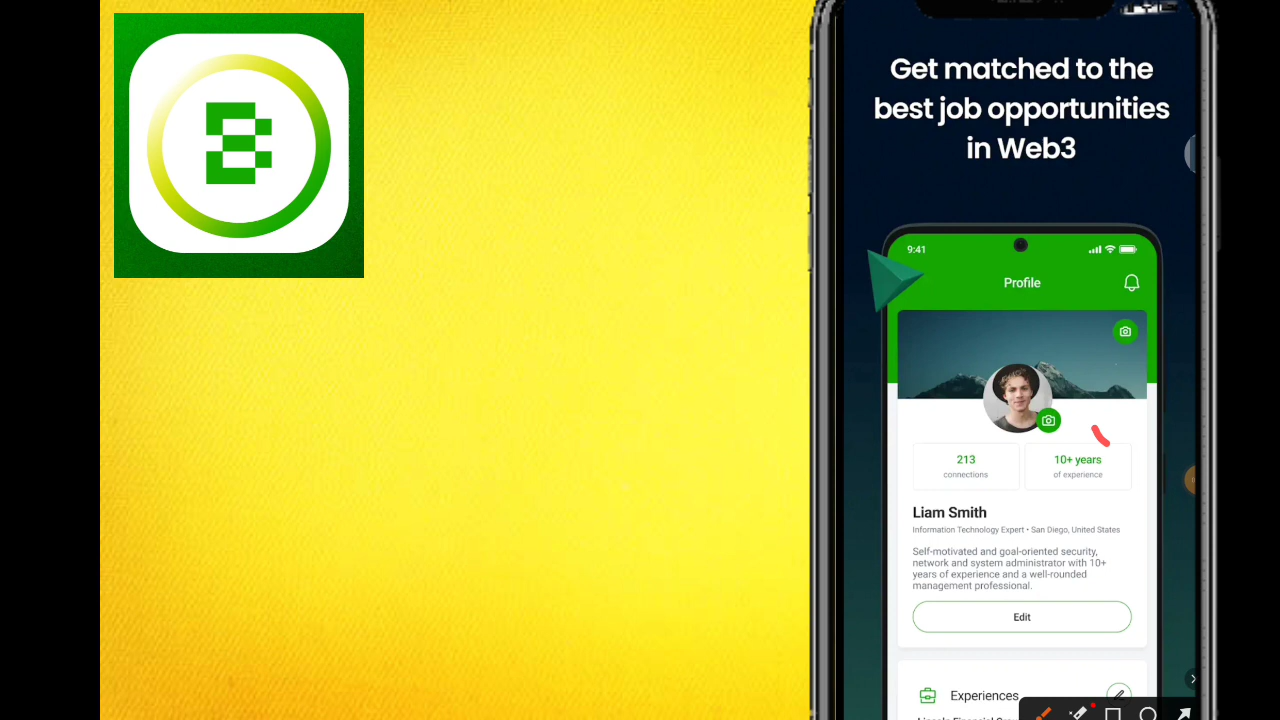 B
Get matched to the
best job opportunities
in Web3
9:41
Profile
213
connections
10+ years
of experience
Liam Smith
Information Technology Expert • San Diego, United States
Self-motivated and goal-oriented security,
network and system administrator with 10+
years of experience and a well-rounded
management professional.
Edit
Experiences